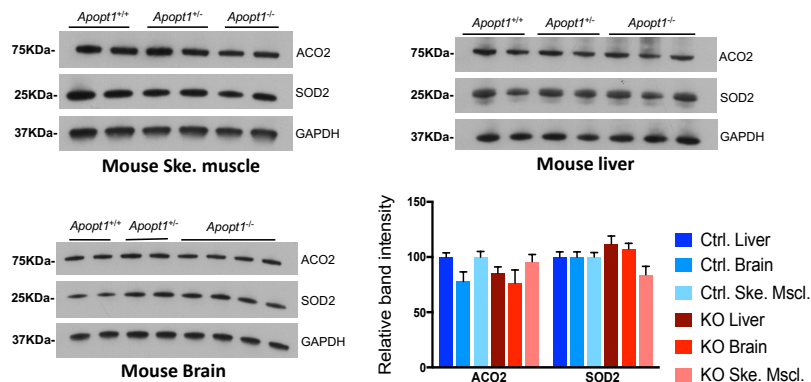 Apopt1+/+ Apopt1+/- Apopt1-/-
75KDa- ACO2
25KDa- SOD2
37KDa- GAPDH
Mouse Ske. muscle
Apopt1+/+ Apopt1+/- Apopt1-/-
75KDa- ACO2
25KDa- SOD2
37KDa- GAPDH
Mouse liver
Apopt1+/+ Apopt1+/- Apopt1-/-
75KDa- ACO2
25KDa- SOD2
37KDa- GAPDH
Mouse Brain
Relative band intensity
150
100
50
0
ACO2 SOD2
Ctrl. Liver
Ctrl. Brain
Ctrl. Ske. Mscl.
KO Liver
KO Brain
KO Ske. Mscl.